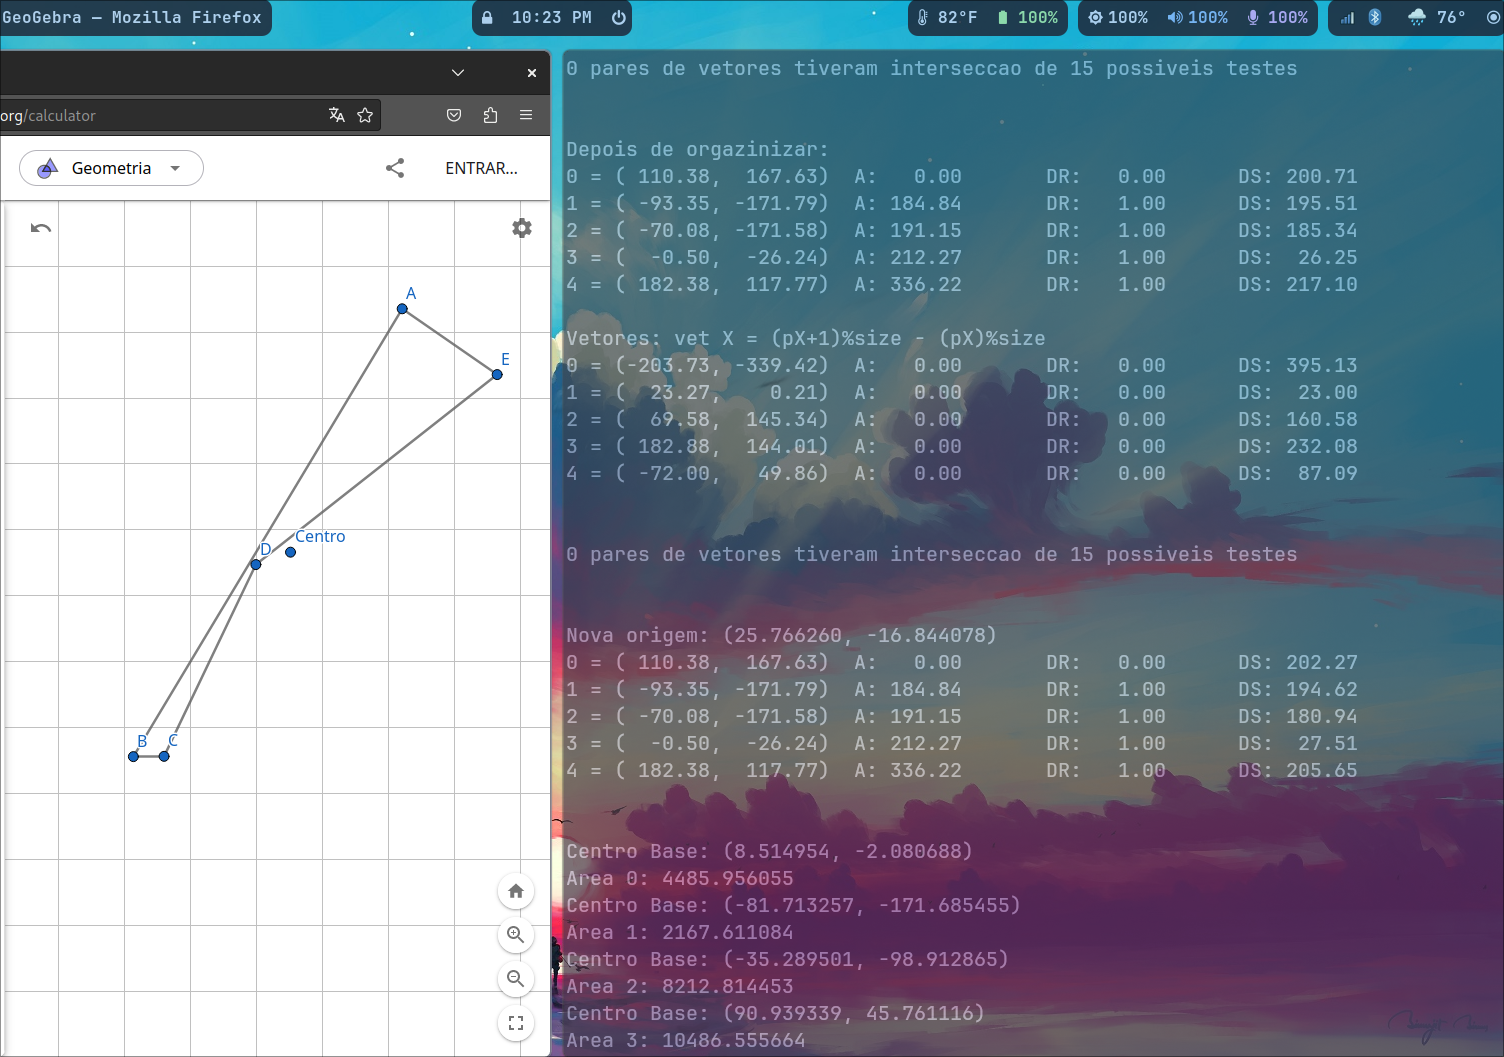 GeoGebra — Mozilla Firefox
10:23 PM
82°F 100%
100% 100% 100%
76°
org/calculator
Geometria
ENTRAR...
A
E
Centro
D
B
C
0 pares de vetores tiveram interseccao de 15 possiveis testes
Depois de orgazinizar:
0 = ( 110.38, 167.63) A: 0.00 DR: 0.00 DS: 200.71
1 = ( -93.35, -171.79) A: 184.84 DR: 1.00 DS: 195.51
2 = ( -70.08, -171.58) A: 191.15 DR: 1.00 DS: 185.34
3 = ( -0.50, -26.24) A: 212.27 DR: 1.00 DS: 26.25
4 = ( 182.38, 117.77) A: 336.22 DR: 1.00 DS: 217.10
Vetores: vet X = (pX+1)%size - (pX)%size
0 = (-203.73, -339.42) A: 0.00 DR: 0.00 DS: 395.13
1 = ( 23.27, 0.21) A: 0.00 DR: 0.00 DS: 23.00
2 = ( 69.58, 145.34) A: 0.00 DR: 0.00 DS: 160.58
3 = ( 182.88, 144.01) A: 0.00 DR: 0.00 DS: 232.08
4 = ( -72.00, 49.86) A: 0.00 DR: 0.00 DS: 87.09
0 pares de vetores tiveram interseccao de 15 possiveis testes
Nova origem: (25.766260, -16.844078)
0 = ( 110.38, 167.63) A: 0.00 DR: 0.00 DS: 202.27
1 = ( -93.35, -171.79) A: 184.84 DR: 1.00 DS: 194.62
2 = ( -70.08, -171.58) A: 191.15 DR: 1.00 DS: 180.94
3 = ( -0.50, -26.24) A: 212.27 DR: 1.00 DS: 27.51
4 = ( 182.38, 117.77) A: 336.22 DR: 1.00 DS: 205.65
Centro Base: (8.514954, -2.080688)
Area 0: 4485.956055
Centro Base: (-81.713257, -171.685455)
Area 1: 2167.611084
Centro Base: (-35.289501, -98.912865)
Area 2: 8212.814453
Centro Base: (90.939339, 45.761116)
Area 3: 10486.555664